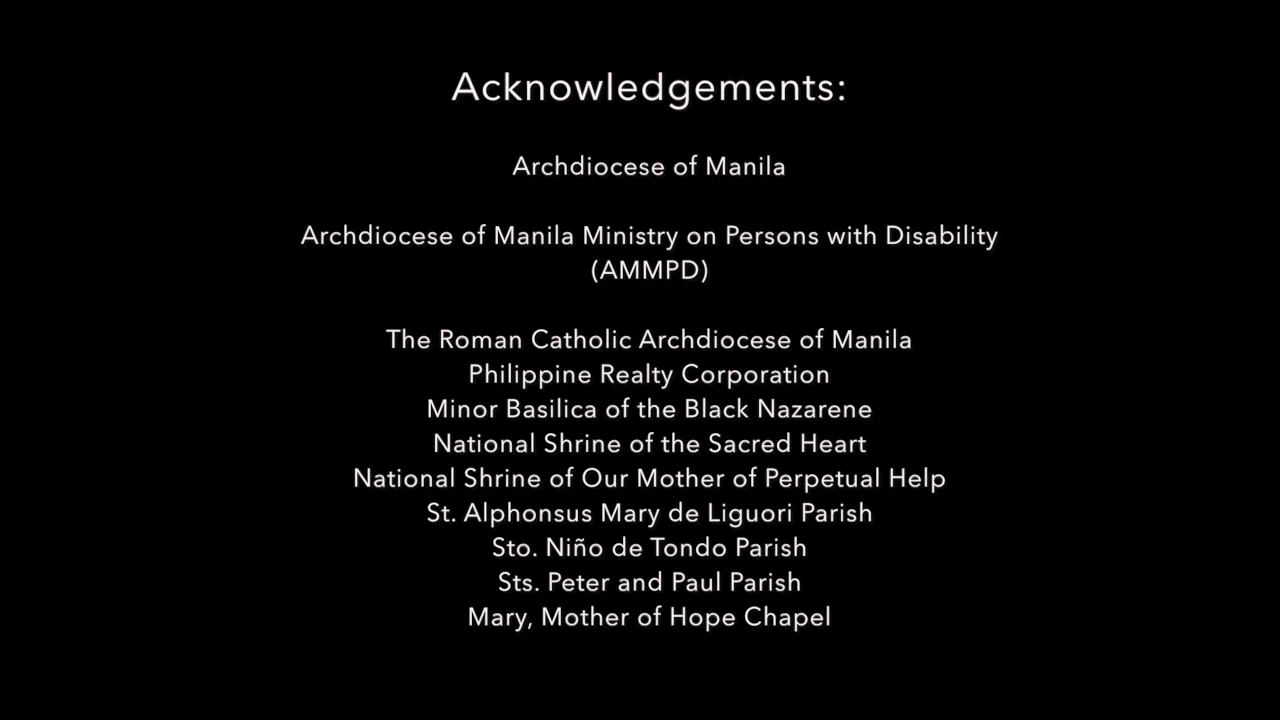 Acknowledgements:
Archdiocese of Manila
Archdiocese of Manila Ministry on Persons with Disability
(AMMPD)
The Roman Catholic Archdiocese of Manila
Philippine Realty Corporation
Minor Basilica of the Black Nazarene
National Shrine of the Sacred Heart
National Shrine of Our Mother of Perpetual Help
St. Alphonsus Mary de Liguori Parish
Sto. Niño de Tondo Parish
Sts. Peter and Paul Parish
Mary, Mother of Hope Chapel